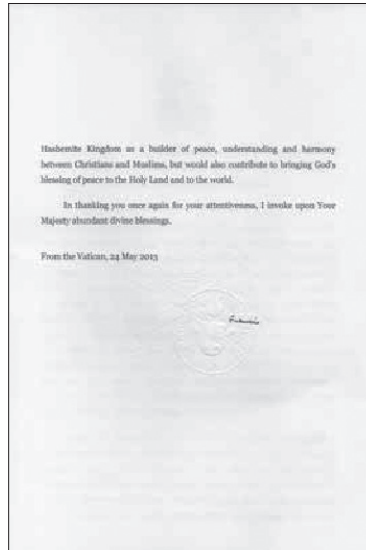 Hashemite Kingdom as a builder of peace, understanding and harmony
between Christians and Muslims, but would also contribute to bringing God's
blessing of peace to the Holy Land and to the world.
In thanking you once again for your attentiveness, I invoke upon Your
Majesty abundant divine blessings.
From the Vatican, 24 May 2013